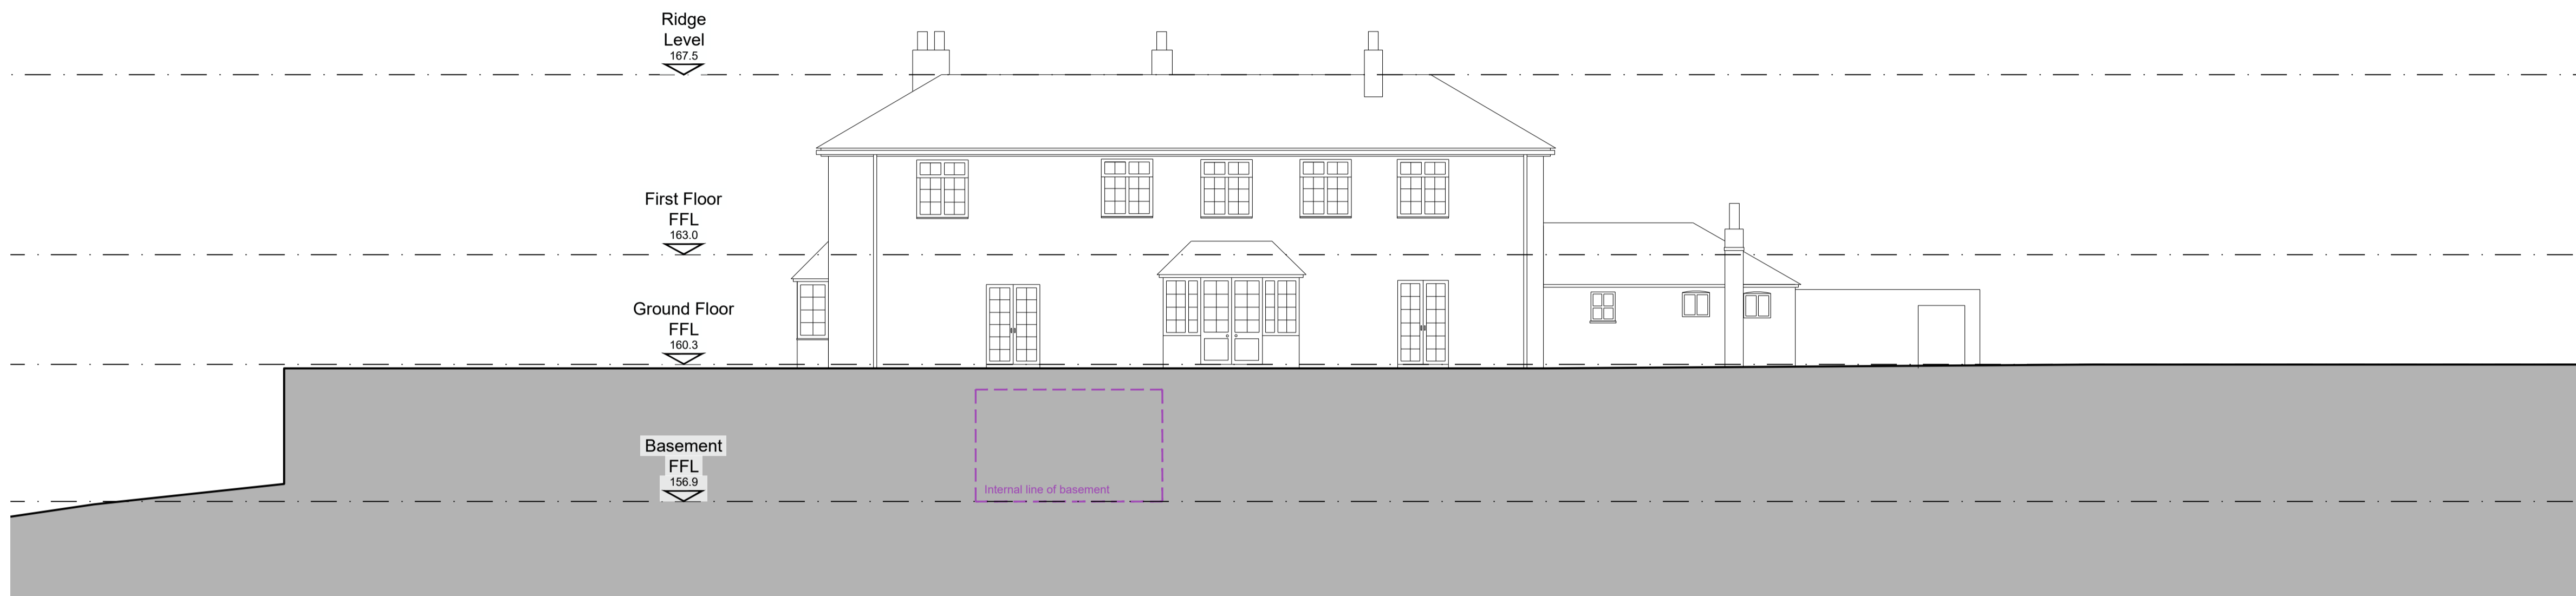 Ridge
Level
167.5
First Floor
FFL
163.0
Ground Floor
FFL
160.3
Basement
FFL
156.9
Internal line of basement